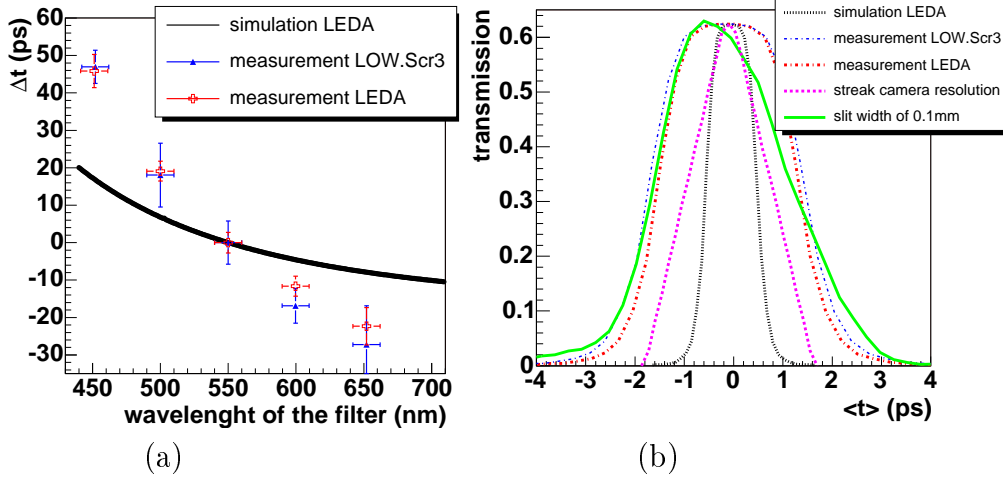 Δt (ps)
60
50
40
30
20
10
0
-10
-20
-30
450 500 550 600 650 700
wavelenght of the filter (nm)
simulation LEDA
measurement LOW.Scr3
measurement LEDA
(a)
transmission
0.6
0.5
0.4
0.3
0.2
0.1
0
-4 -3 -2 -1 0 1 2 3 4
<t> (ps)
simulation LEDA
measurement LOW.Scr3
measurement LEDA
streak camera resolution
slit width of 0.1mm
(b)